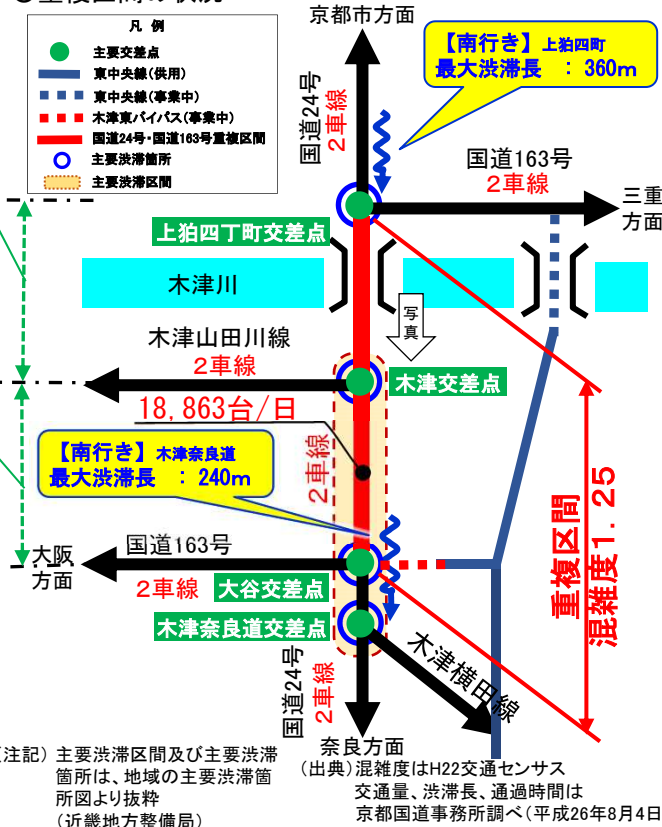 凡 例
主要交差点
東中央線(供用)
東中央線(事業中)
木津東バイパス(事業中)
国道24号・国道163号重複区間
主要渋滞箇所
主要渋滞区間
京都市方面
【南行き】上狛四町
最大渋滞長 : 360m
国道24号
2車線
国道163号
2車線
三重
方面
上狛四丁町交差点
木津川
写真
木津山田川線
2車線
木津交差点
18,863台/日
【南行き】木津奈良道
最大渋滞長 : 240m
2車線
重複区間
混雑度1.25
大阪
方面
国道163号
2車線
大谷交差点
木津奈良道交差点
木津横田線
国道24号
2車線
奈良方面
注記) 主要渋滞区間及び主要渋滞
箇所は、地域の主要渋滞箇
所図より抜粋
(近畿地方整備局)
(出典)混雑度はH22交通センサス
交通量、渋滞長、通過時間は
京都国道事務所調べ(平成26年8月4日